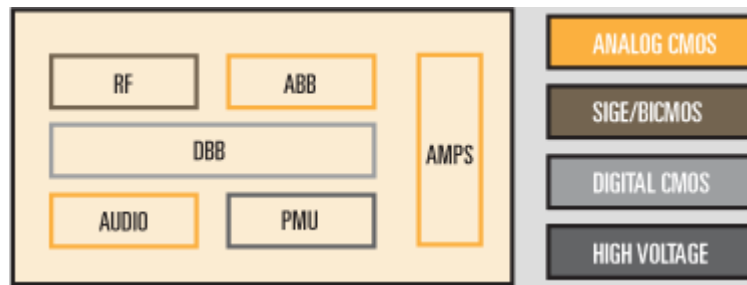 RF
ABB
DBB
AMPS
AUDIO
PMU
ANALOG CMOS
SIGE/BICMOS
DIGITAL CMOS
HIGH VOLTAGE